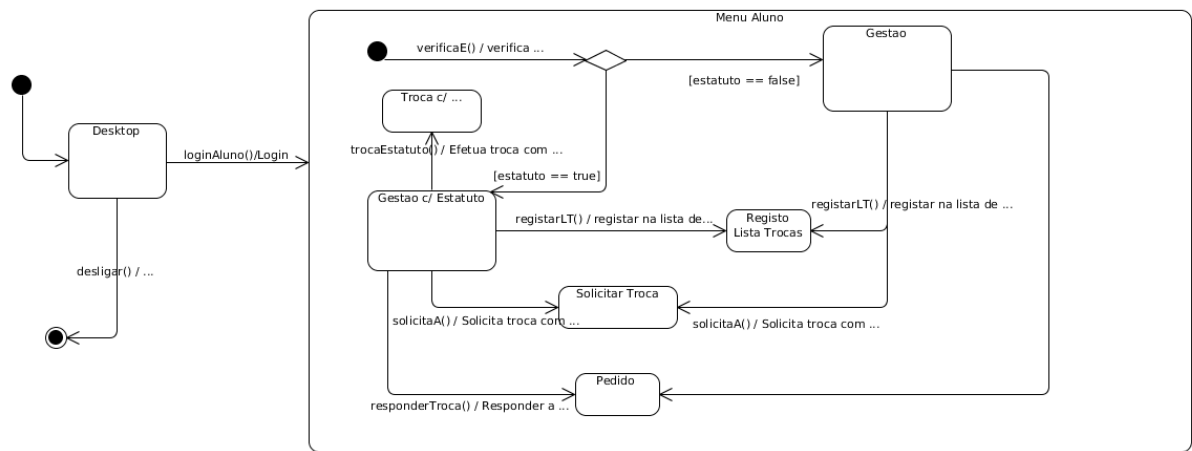 Menu Aluno
Gestao
verificaE() / verifica ...
[estatuto == false]
Troca c/ ...
Desktop
trocaEstatuto() / Efetua troca com ...
loginAluno()/Login
[estatuto == true]
Gestao c/ Estatuto
registarLT() / registar na lista de...
Registo
Lista Trocas
registarLT() / registar na lista de ...
desligar() / ...
Solicitar Troca
solicitaA() / Solicita troca com ...
solicitaA() / Solicita troca com ...
Pedido
responderTroca() / Responder a ...